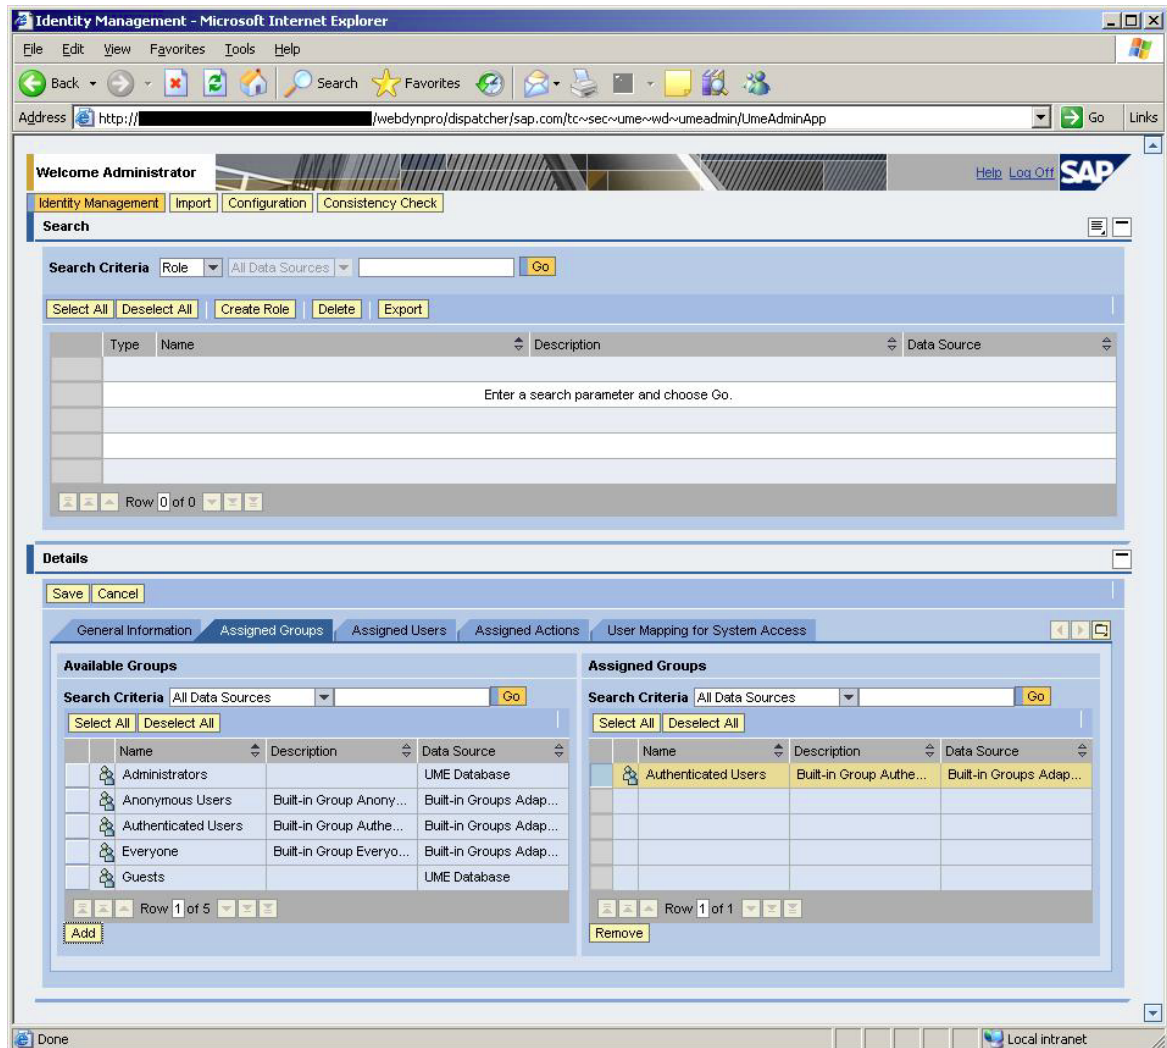 Identity Management - Microsoft Internet Explorer
File Edit View Favorites Tools Help
Back Search Favorites
Address http:// /webdynpro/dispatcher/sap.com/tc~sec~ume~wd~umeadmin/UmeAdminApp Go Links
Welcome Administrator Help Log Off SAP
Identity Management Import Configuration Consistency Check
Search
Search Criteria Role All Data Sources Go
Select All Deselect All Create Role Delete Export
Type Name Description Data Source
Enter a search parameter and choose Go.
Row 0 of 0
Details
Save Cancel
General Information Assigned Groups Assigned Users Assigned Actions User Mapping for System Access
Available Groups Assigned Groups
Search Criteria All Data Sources Go Search Criteria All Data Sources Go
Select All Deselect All Select All Deselect All
Name Description Data Source Name Description Data Source
Administrators UME Database Authenticated Users Built-in Group Authe... Built-in Groups Adap...
Anonymous Users Built-in Group Anony... Built-in Groups Adap...
Authenticated Users Built-in Group Authe... Built-in Groups Adap...
Everyone Built-in Group Everyo... Built-in Groups Adap...
Guests UME Database
Row 1 of 5 Row 1 of 1
Add Remove
Done Local intranet